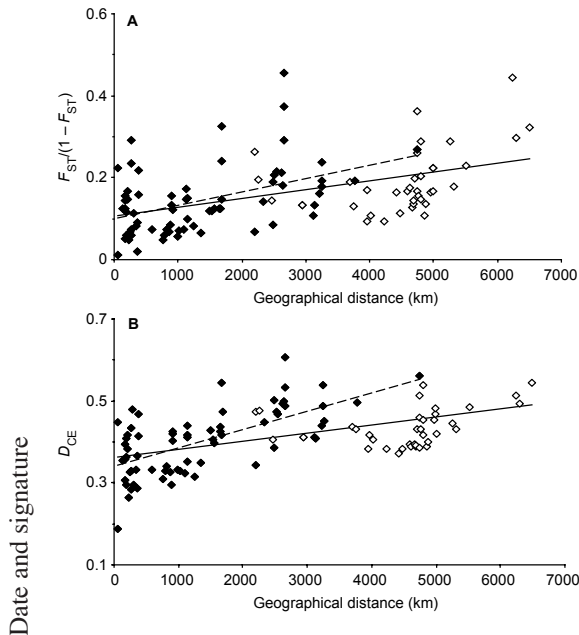 A
0.6
0.4
0.2
0
F_ST/(1 – F_ST)
0 1000 2000 3000 4000 5000 6000 7000
Geographical distance (km)
B
0.7
0.5
0.3
0.1
D_CE
0 1000 2000 3000 4000 5000 6000 7000
Geographical distance (km)
Date and signature